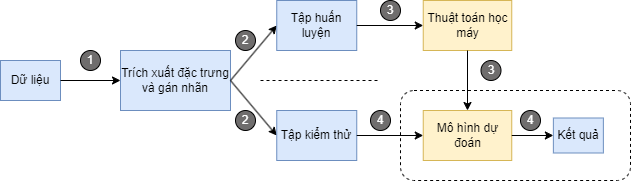 Dữ liệu
1
Trích xuất đặc trưng
và gán nhãn
2
2
Tập huấn
luyện
3
Thuật toán học
máy
3
Tập kiểm thử
4
Mô hình dự
đoán
4
Kết quả